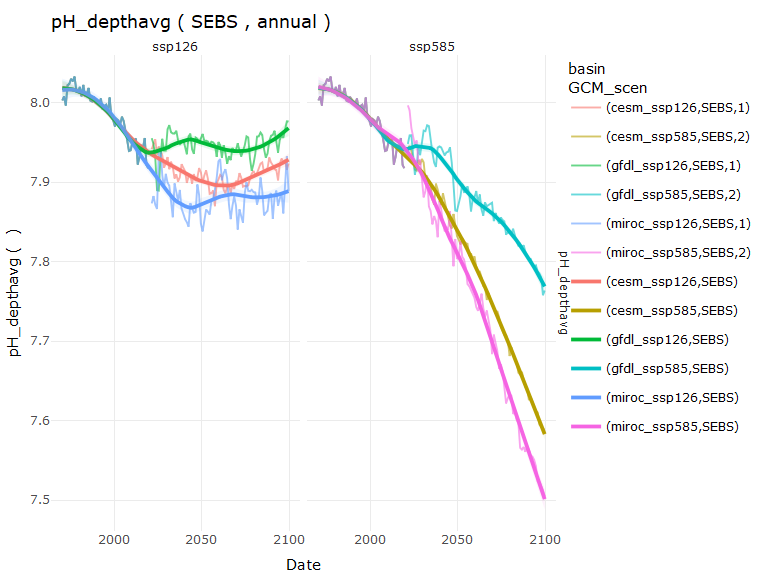 pH_depthavg ( SEBS , annual )
ssp126
ssp585
8.0
7.9
7.8
7.7
7.6
7.5
pH_depthavg ( )
pH_depthavg
2000
2050
2100
2000
2050
2100
Date
basin
GCM_scen
(cesm_ssp126,SEBS,1)
(cesm_ssp585,SEBS,2)
(gfdl_ssp126,SEBS,1)
(gfdl_ssp585,SEBS,2)
(miroc_ssp126,SEBS,1)
(miroc_ssp585,SEBS,2)
(cesm_ssp126,SEBS)
(cesm_ssp585,SEBS)
(gfdl_ssp126,SEBS)
(gfdl_ssp585,SEBS)
(miroc_ssp126,SEBS)
(miroc_ssp585,SEBS)